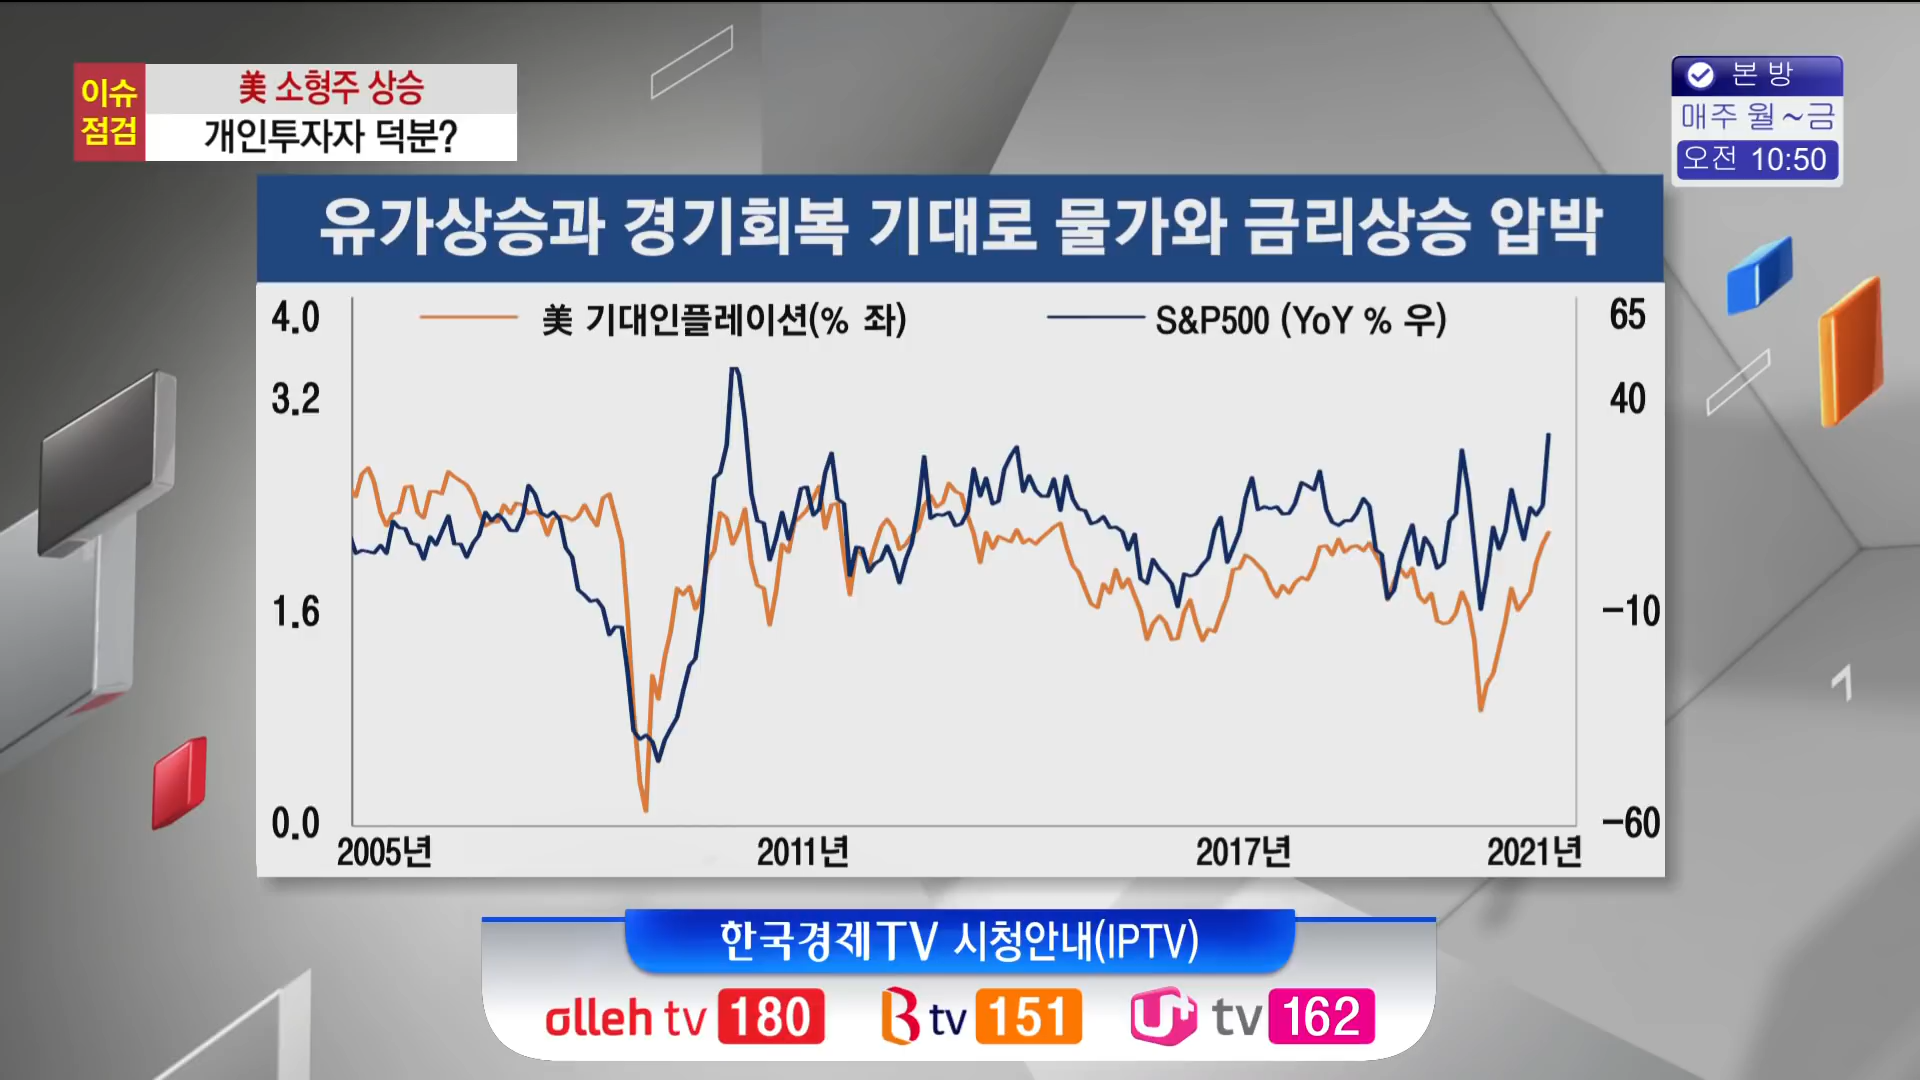 이슈
점검
美 소형주 상승
개인투자자 덕분?
본 방
매주 월~금
오전 10:50
유가상승과 경기회복 기대로 물가와 금리상승 압박
美 기대인플레이션(% 좌)
S&P500 (YoY % 우)
4.0
3.2
1.6
0.0
65
40
-10
-60
2005년 2011년 2017년 2021년
한국경제TV 시청안내(IPTV)
olleh tv 180 B tv 151 U+ tv 162